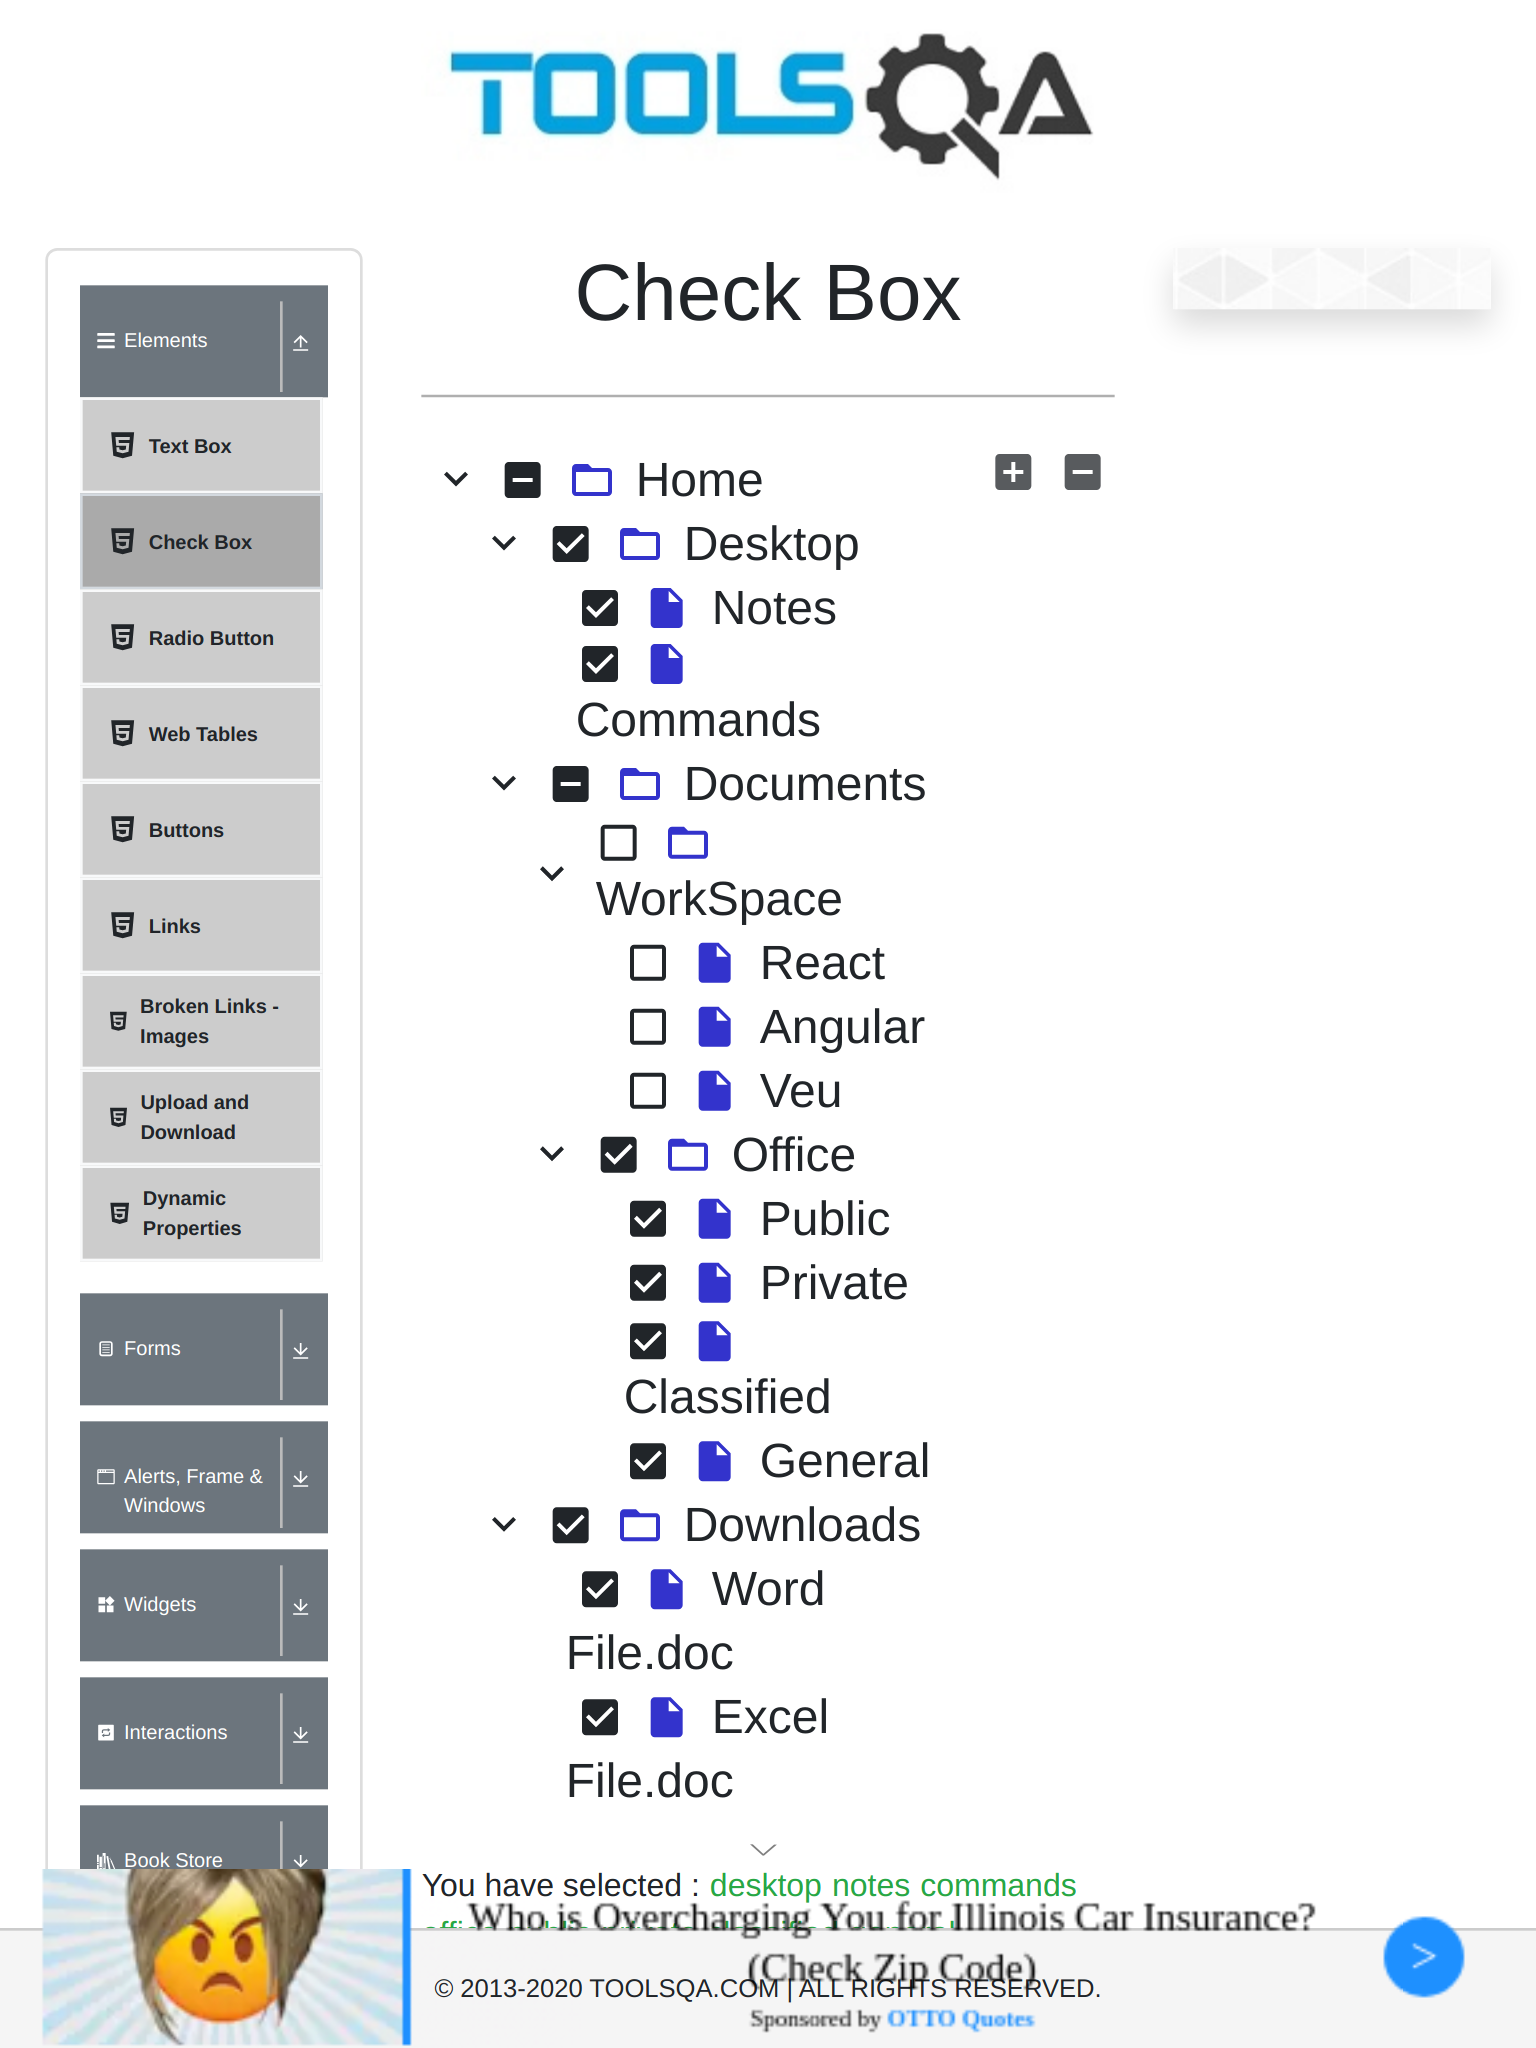 TOOLSQA
Elements
Text Box
Check Box
Radio Button
Web Tables
Buttons
Links
Broken Links -
Images
Upload and
Download
Dynamic
Properties
Forms
Alerts, Frame &
Windows
Widgets
Interactions
Book Store
Check Box
Home
Desktop
Notes
Commands
Documents
WorkSpace
React
Angular
Veu
Office
Public
Private
Classified
General
Downloads
Word
File.doc
Excel
File.doc
You have selected : desktop notes commands
Who is Overcharging You for Illinois Car Insurance?
(Check Zip Code)
© 2013-2020 TOOLSQA.COM | ALL RIGHTS RESERVED.
Sponsored by OTTO Quotes